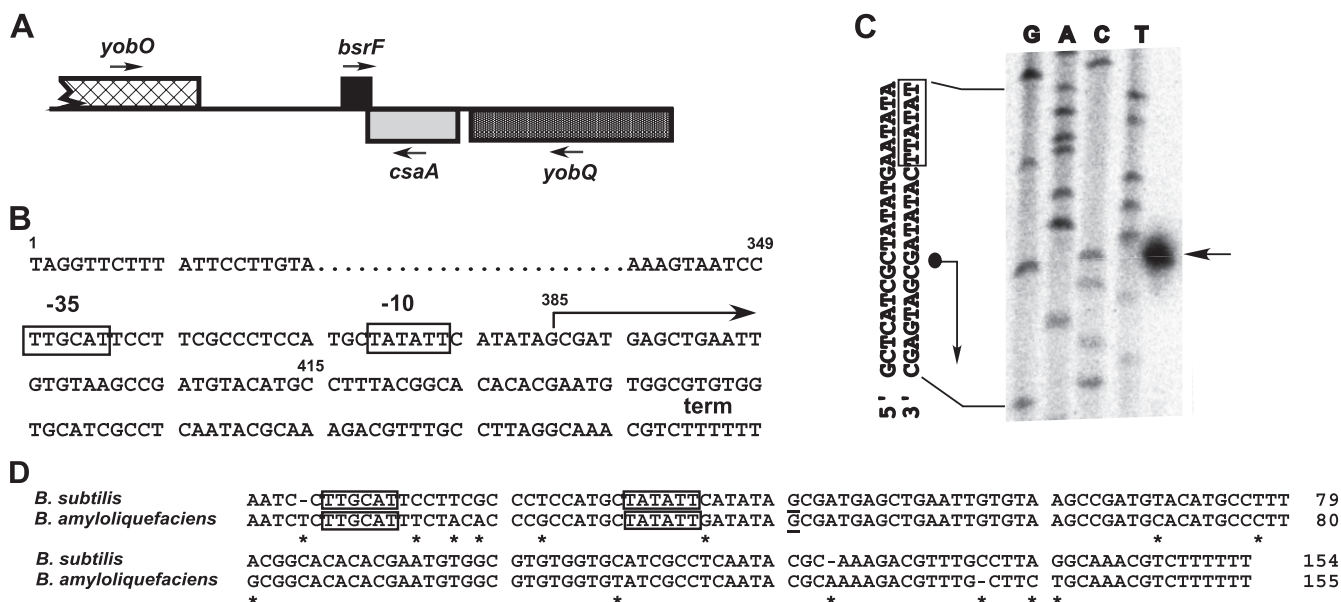 A
yobO
bsrF
csaA
yobQ
B
1 349
TAGGTTCTTT ATTCCTTGTA.......................AAAGTAATCC
-35 -10 385
TTGCATTCCT TCGCCCTCCA TGCTATATTC ATATAGCGAT GAGCTGAATT
415
GTGTAAGCCG ATGTACATGC CTTTACGGCA CACACGAATG TGGCGTGTGG
term
TGCATCGCCT CAATACGCAA AGACGTTTGC CTTAGGCAAA CGTCTTTTTT
C
G A C T
5' GCTCATCGCTATATGAATATA
3' CGAGTAGCGATATACTTATAT
D
B. subtilis AATC-CTTGCATTCCTTCGC CCTCCATGCTATATTCATATA GCGATGAGCTGAATTGTGTA AGCCGATGTACATGCCTTT 79
B. amyloliquefaciens AATCTCTTGCATTTCTACAC CCGCCATGCTATATTGATATA GCGATGAGCTGAATTGTGTA AGCCGATGCACATGCCCTT 80
* * * * * * * *
B. subtilis ACGGCACACACGAATGTGGC GTGTGGTGCATCGCCTCAATA CGC-AAAGACGTTTGCCTTA GGCAAACGTCTTTTTT 154
B. amyloliquefaciens GCGGCACACACGAATGTGGC GTGTGGTGTATCGCCTCAATA CGCAAAAGACGTTTG-CTTC TGCAAACGTCTTTTTT 155
* * * * * *